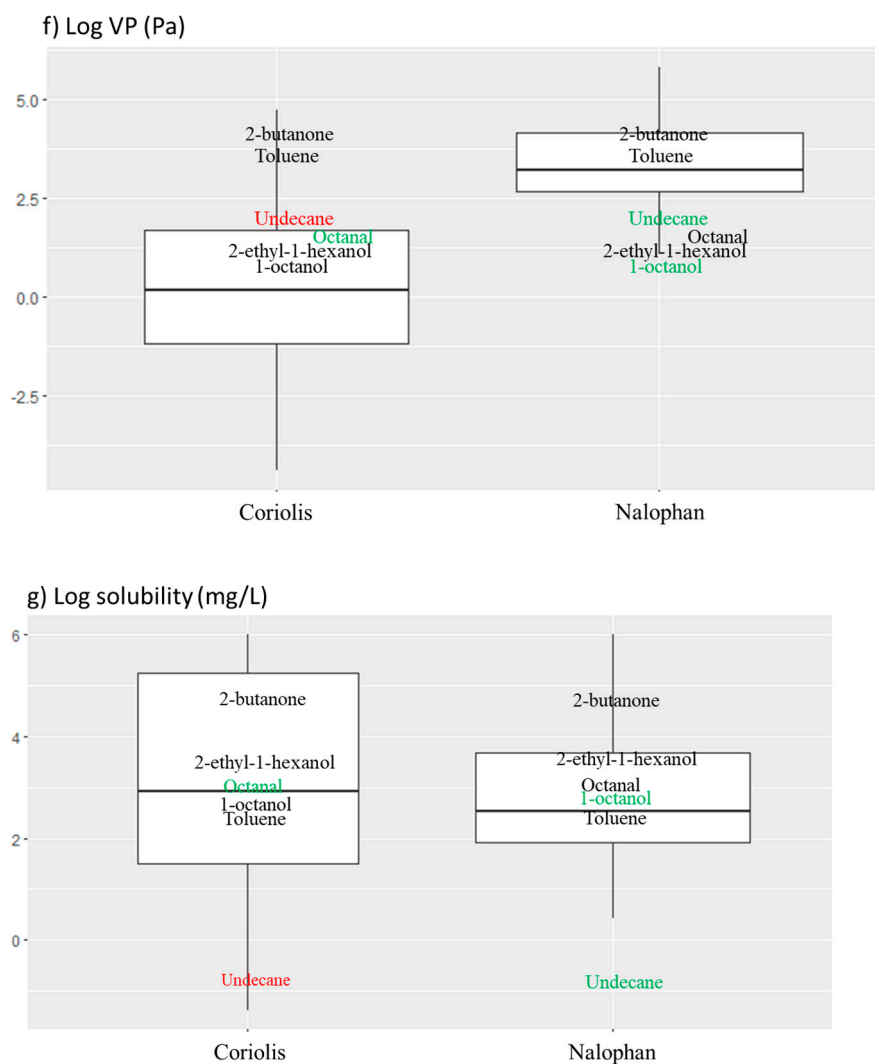 f) Log VP (Pa)
5.0
2-butanone
2-butanone
Toluene
Toluene
2.5
Undecane
Undecane
Octanal
Octanal
2-ethyl-1-hexanol
2-ethyl-1-hexanol
1-octanol
1-octanol
0.0
-2.5
Coriolis
Nalophan
g) Log solubility (mg/L)
6
2-butanone
2-butanone
4
2-ethyl-1-hexanol
2-ethyl-1-hexanol
Octanal
Octanal
1-octanol
1-octanol
Toluene
Toluene
2
0
Undecane
Undecane
Coriolis
Nalophan